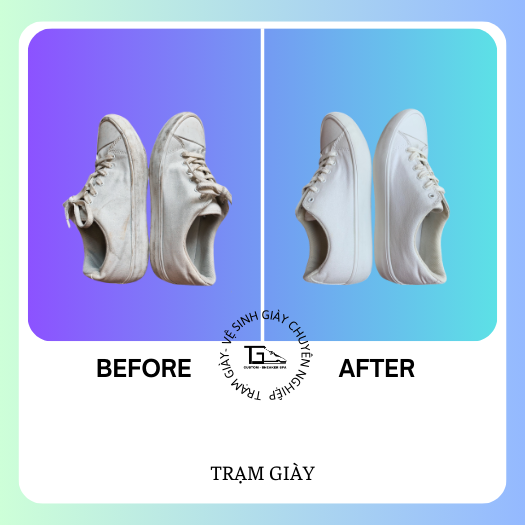 BEFORE
AFTER
TRẠM GIÀY - VỆ SINH GIÀY CHUYÊN NGHIỆP
TG
CUSTOM - SNEAKER SPA
TRẠM GIÀY